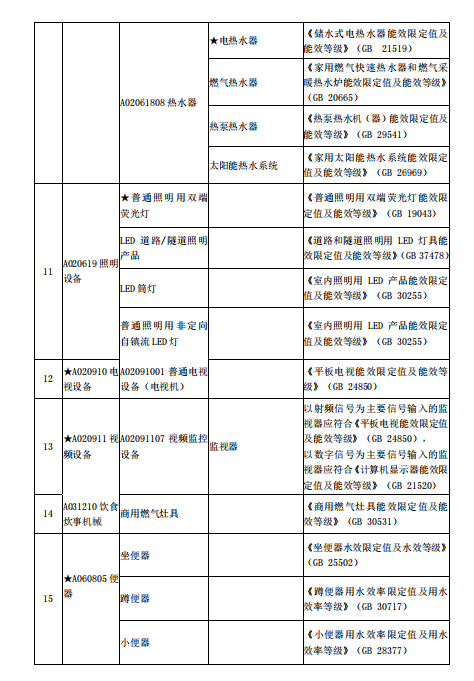 ★电热水器
《储水式电热水器能效限定值及
能效等级》（GB 21519）
A02061808 热水器
燃气热水器
《家用燃气快速热水器和燃气采
暖热水炉能效限定值及能效等级》
（GB 20665）
热泵热水器
《热泵热水机（器）能效限定值及
能效等级》（GB 29541）
太阳能热水系统
《家用太阳能热水系统能效限定
值及能效等级》（GB 26969）
11
A020619 照明
设备
★普通照明用双端
荧光灯
《普通照明用双端荧光灯能效限
定值及能效等级》（GB 19043）
LED 道路/隧道照明
产品
《道路和隧道照明用 LED 灯具能
效限定值及能效等级》（GB 37478）
LED 筒灯
《室内照明用 LED 产品能效限定
值及能效等级》（GB 30255）
普通照明用非定向
自镇流 LED 灯
《室内照明用 LED 产品能效限定
值及能效等级》（GB 30255）
12
★A020910 电
视设备
A02091001 普通电视
设备（电视机）
《平板电视能效限定值及能效等
级》（GB 24850）
13
★A020911 视
频设备
A02091107 视频监控
设备
监视器
以射频信号为主要信号输入的监
视器应符合《平板电视能效限定
值及能效等级》（GB 24850），
以数字信号为主要信号输入的监
视器应符合《计算机显示器能效限
定值及能效等级》（GB 21520）
14
A031210 饮食
炊事机械
商用燃气灶具
《商用燃气灶具能效限定值及能
效等级》（GB 30531）
15
★A060805 便
器
坐便器
《坐便器水效限定值及水效等级》
（GB 25502）
蹲便器
《蹲便器用水效率限定值及用水
效率等级》（GB 30717）
小便器
《小便器用水效率限定值及用水
效率等级》（GB 28377）